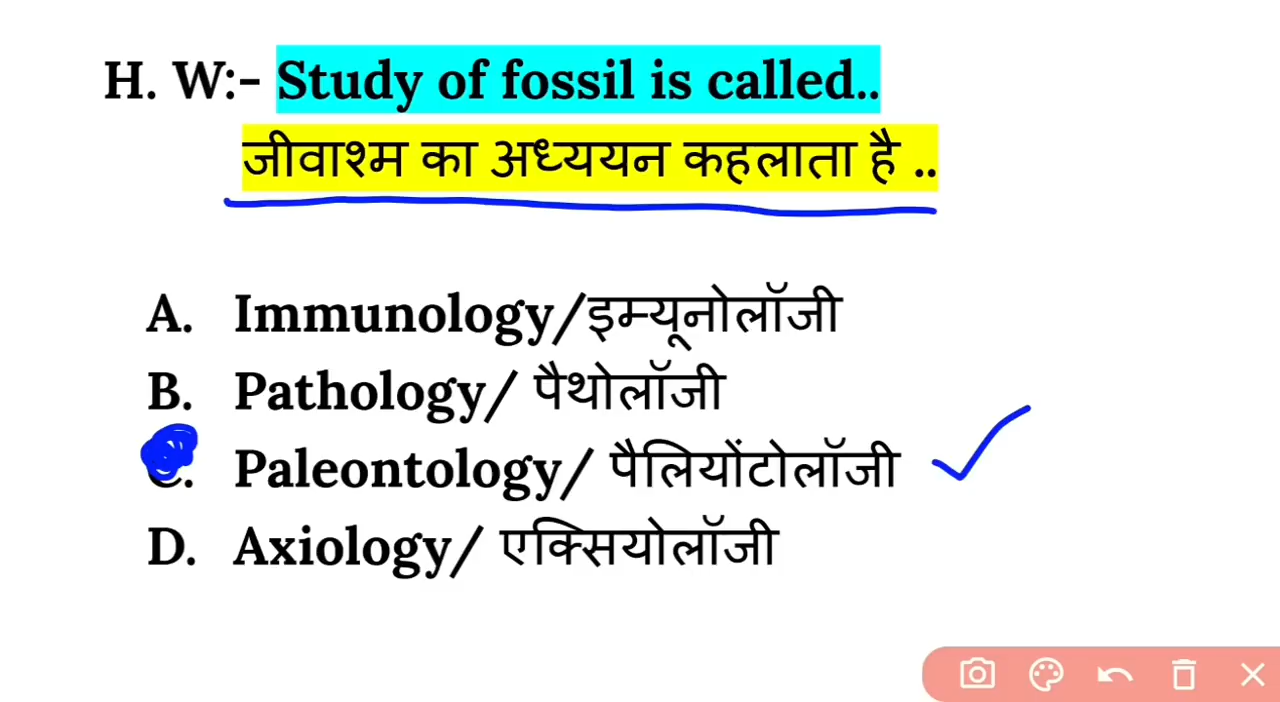 H. W:- Study of fossil is called..
जीवाश्म का अध्ययन कहलाता है ..
A. Immunology/इम्यूनोलॉजी
B. Pathology/ पैथोलॉजी
C. Paleontology/ पैलियोंटोलॉजी
D. Axiology/ एक्सियोलॉजी